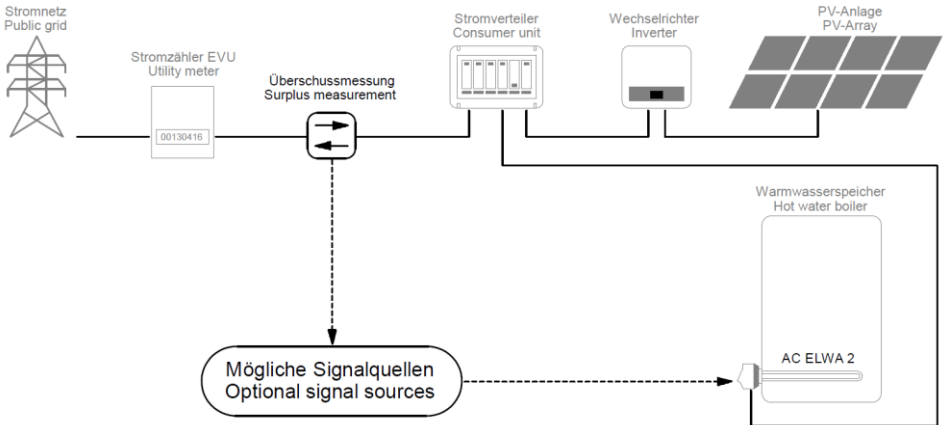 Stromnetz
Public grid
Stromzähler EVU
Utility meter
00130416
Überschussmessung
Surplus measurement
Stromverteiler
Consumer unit
Wechselrichter
Inverter
PV-Anlage
PV-Array
Warmwasserspeicher
Hot water boiler
AC ELWA 2
Mögliche Signalquellen
Optional signal sources